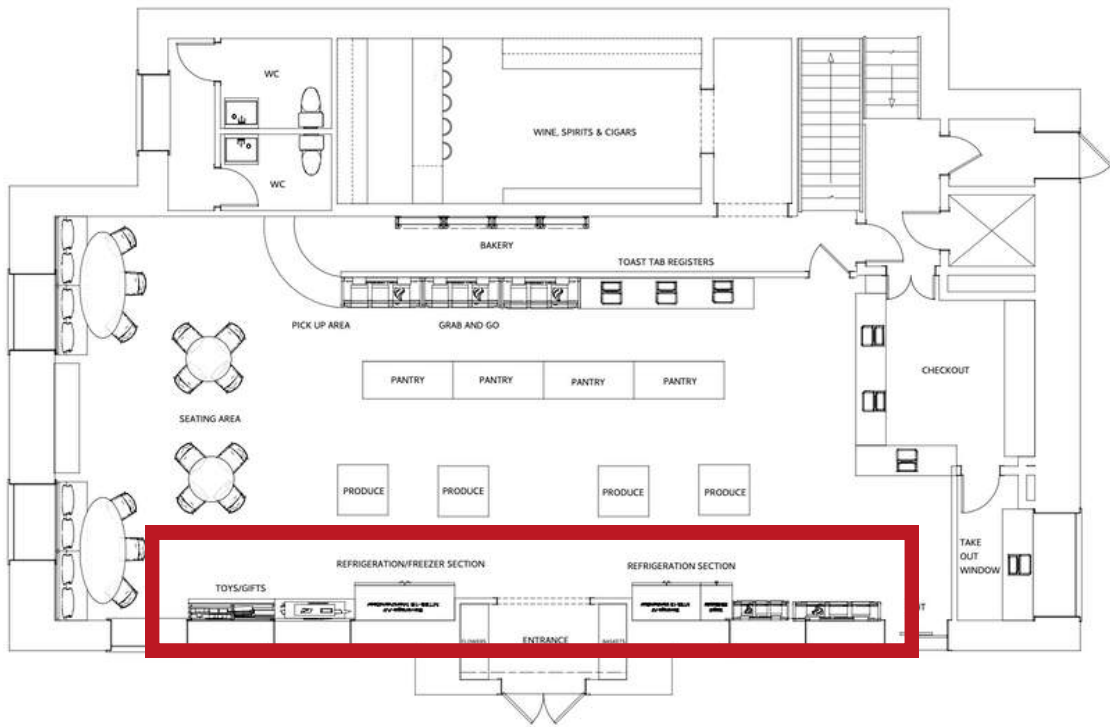 WC
WINE, SPIRITS & CIGARS
WC
BAKERY
TOAST TAB REGISTERS
PICK UP AREA
GRAB AND GO
PANTRY
PANTRY
PANTRY
PANTRY
CHECKOUT
SEATING AREA
PRODUCE
PRODUCE
PRODUCE
PRODUCE
TAKE
OUT
WINDOW
REFRIGERATION/FREEZER SECTION
REFRIGERATION SECTION
TOYS/GIFTS
ENTRANCE